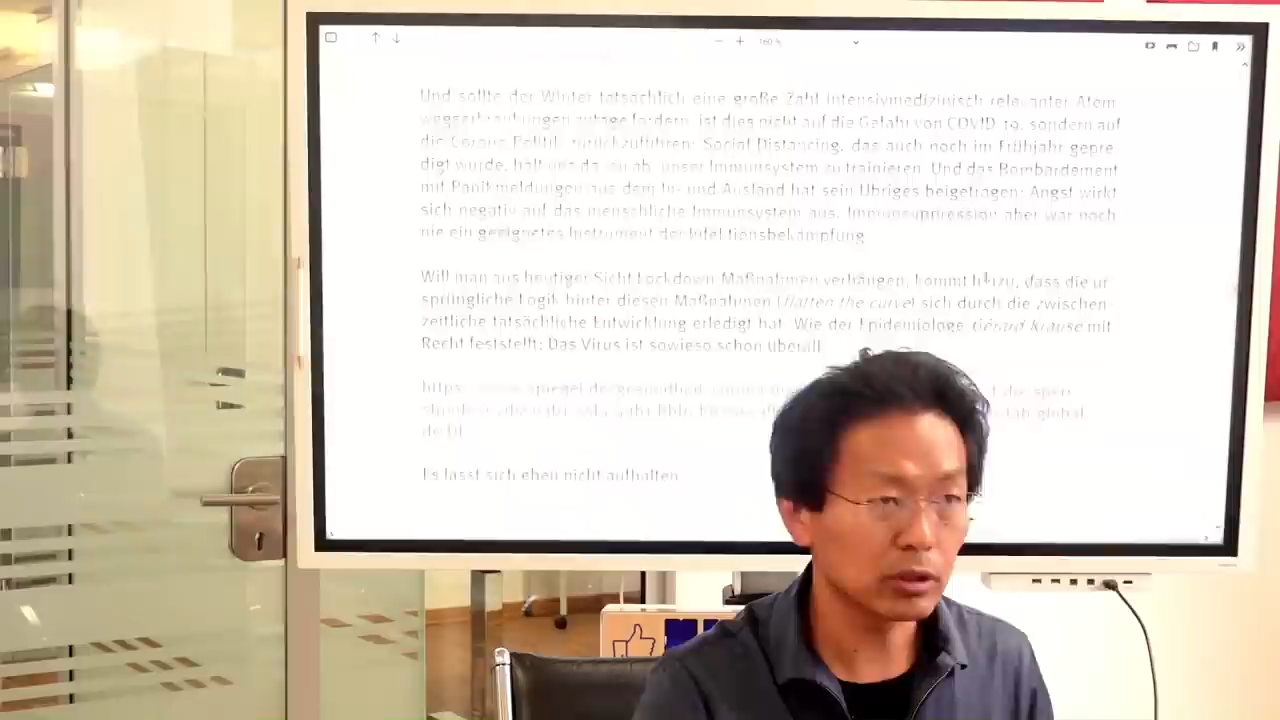 160 %
Und sollte der Winter tatsächlich eine große Zahl intensivmedizinisch relevanter Atem
wegserkrankungen zutage fördern, ist dies nicht auf die Gefahr von COVID-19, sondern auf
die Corona-Politik zurückzuführen: Social Distancing, das auch noch im Frühjahr gepre-
digt wurde, hält uns davon ab, unser Immunsystem zu trainieren. Und das Bombardement
mit Panikmeldungen aus dem In- und Ausland hat sein Übriges beigetragen: Angst wirkt
sich negativ auf das menschliche Immunsystem aus. Immunsuppression aber war noch
nie ein geeignetes Instrument der Infektionsbekämpfung.
Will man aus heutiger Sicht Lockdown-Maßnahmen verhängen, kommt hinzu, dass die ur-
sprüngliche Logik hinter diesen Maßnahmen (flatten the curve) sich durch die zwischen-
zeitliche tatsächliche Entwicklung erledigt hat. Wie der Epidemiologe Gérard Krause mit
Recht feststellt: Das Virus ist sowieso schon überall.
Es lässt sich eben nicht aufhalten.